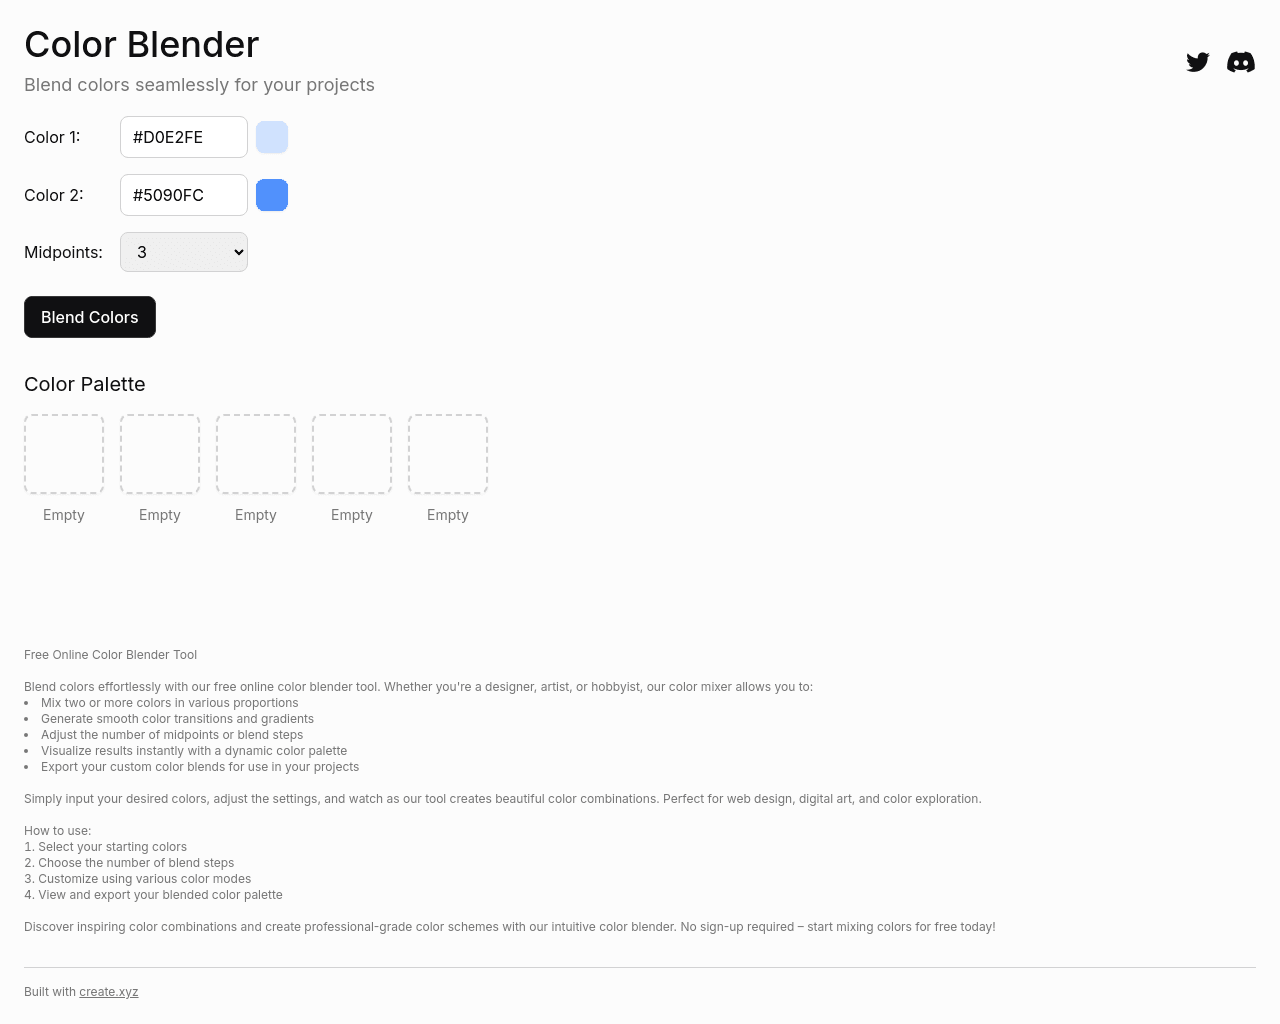 Color Blender
Blend colors seamlessly for your projects
Color 1:
#D0E2FE
Color 2:
#5090FC
Midpoints:
3
Blend Colors
Color Palette
Empty
Empty
Empty
Empty
Empty
Free Online Color Blender Tool
Blend colors effortlessly with our free online color blender tool. Whether you're a designer, artist, or hobbyist, our color mixer allows you to:
• Mix two or more colors in various proportions
• Generate smooth color transitions and gradients
• Adjust the number of midpoints or blend steps
• Visualize results instantly with a dynamic color palette
• Export your custom color blends for use in your projects
Simply input your desired colors, adjust the settings, and watch as our tool creates beautiful color combinations. Perfect for web design, digital art, and color exploration.
How to use:
1. Select your starting colors
2. Choose the number of blend steps
3. Customize using various color modes
4. View and export your blended color palette
Discover inspiring color combinations and create professional-grade color schemes with our intuitive color blender. No sign-up required – start mixing colors for free today!
Built with create.xyz